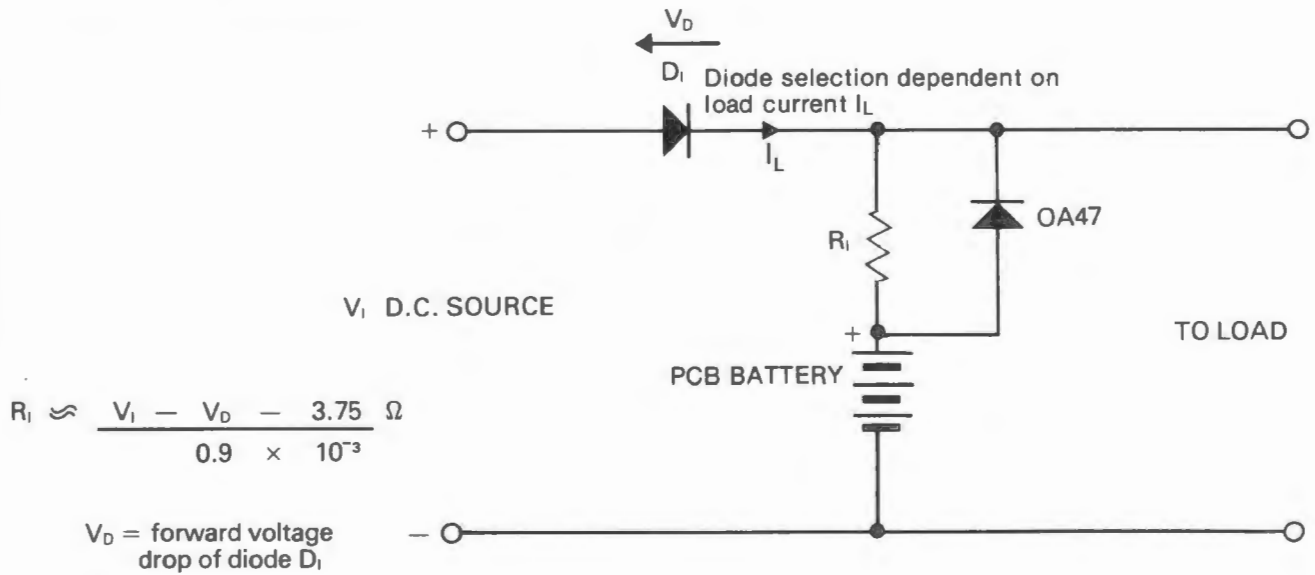 V_D
D_I Diode selection dependent on
load current I_L
+
I_L
R_I
OA47
V_I D.C. SOURCE
+
TO LOAD
PCB BATTERY
R_I ≈ V_I − V_D − 3.75 Ω
0.9 × 10⁻³
V_D = forward voltage
drop of diode D_I
−